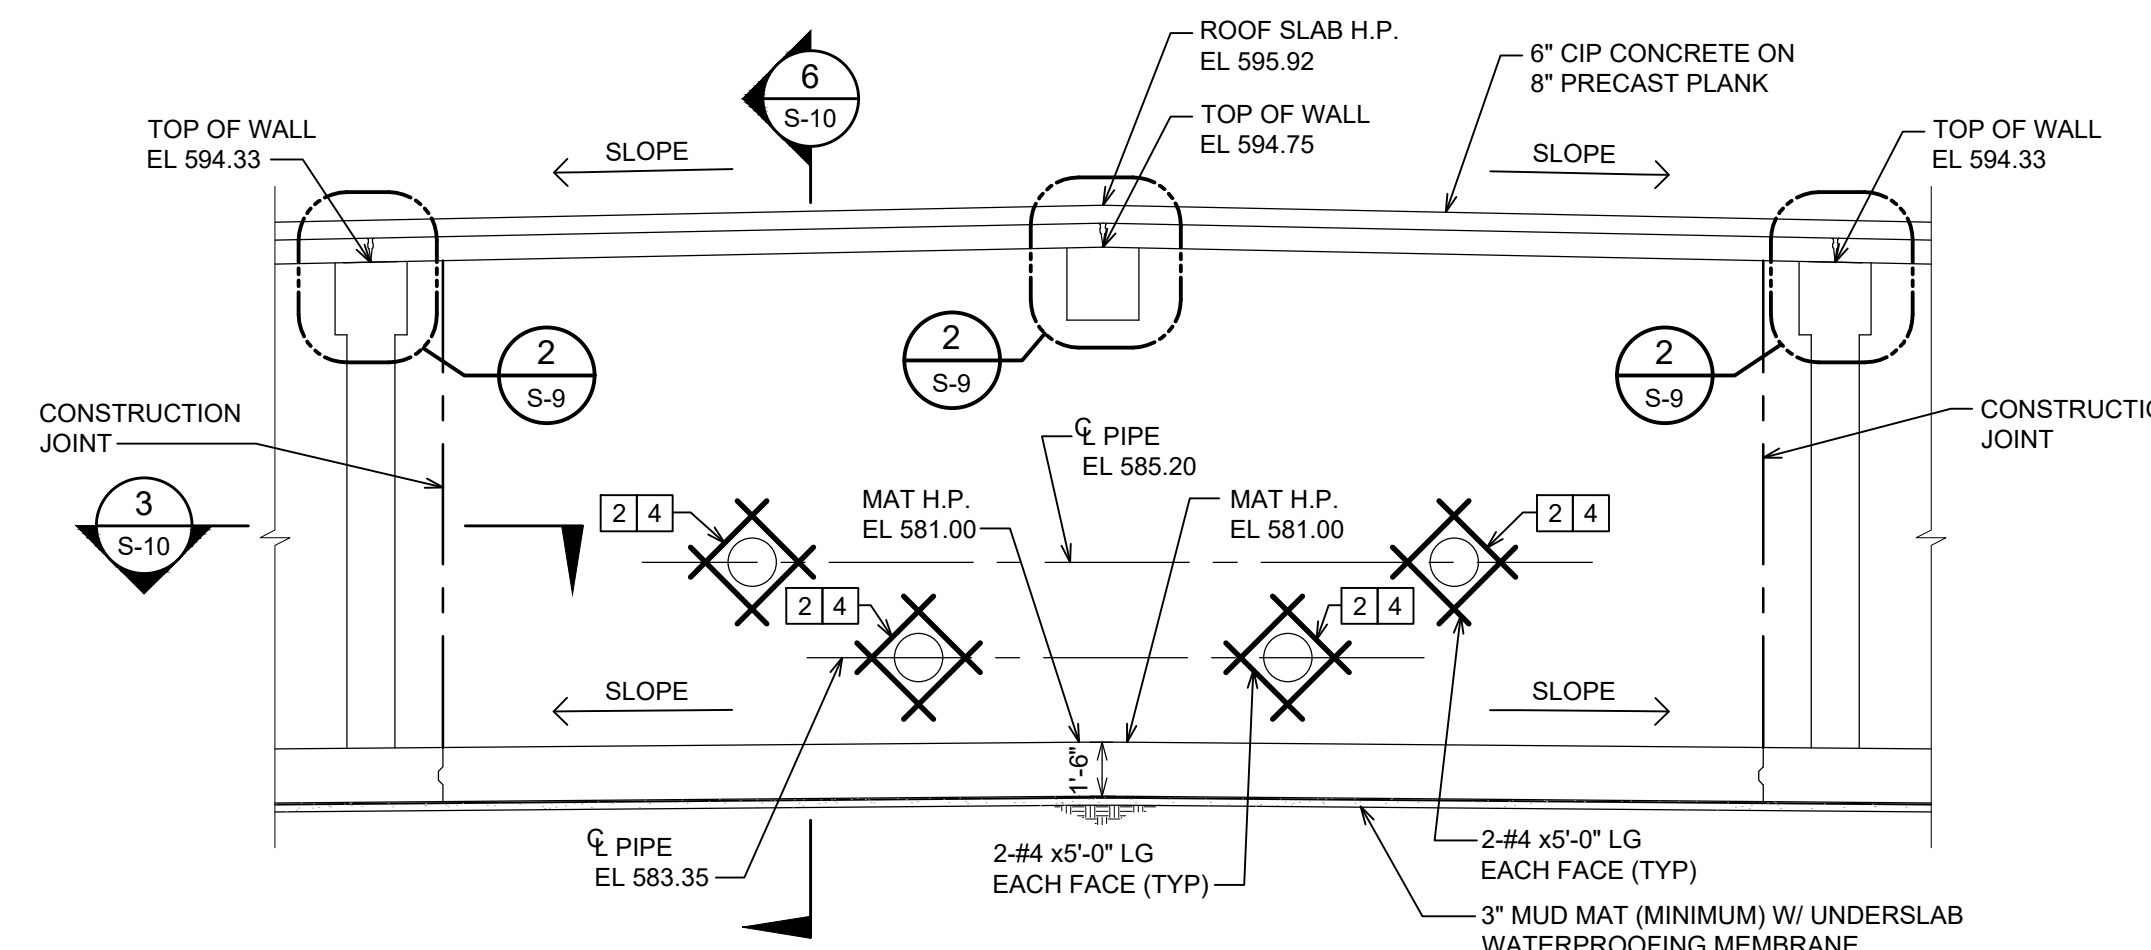 ROOF SLAB H.P.
EL 595.92
6" CIP CONCRETE ON
8" PRECAST PLANK
6
S-10
TOP OF WALL
EL 594.33
SLOPE
TOP OF WALL
EL 594.75
SLOPE
TOP OF WALL
EL 594.33
2
S-9
2
S-9
2
S-9
CONSTRUCTION
JOINT
CONSTRUCTIO
JOINT
℄ PIPE
EL 585.20
3
S-10
2 4
MAT H.P.
EL 581.00
MAT H.P.
EL 581.00
2 4
2 4
2 4
SLOPE
SLOPE
1'-6"
℄ PIPE
EL 583.35
2-#4 x5'-0" LG
EACH FACE (TYP)
2-#4 x5'-0" LG
EACH FACE (TYP)
3" MUD MAT (MINIMUM) W/ UNDERSLAB
WATERPROOFING MEMBRANE